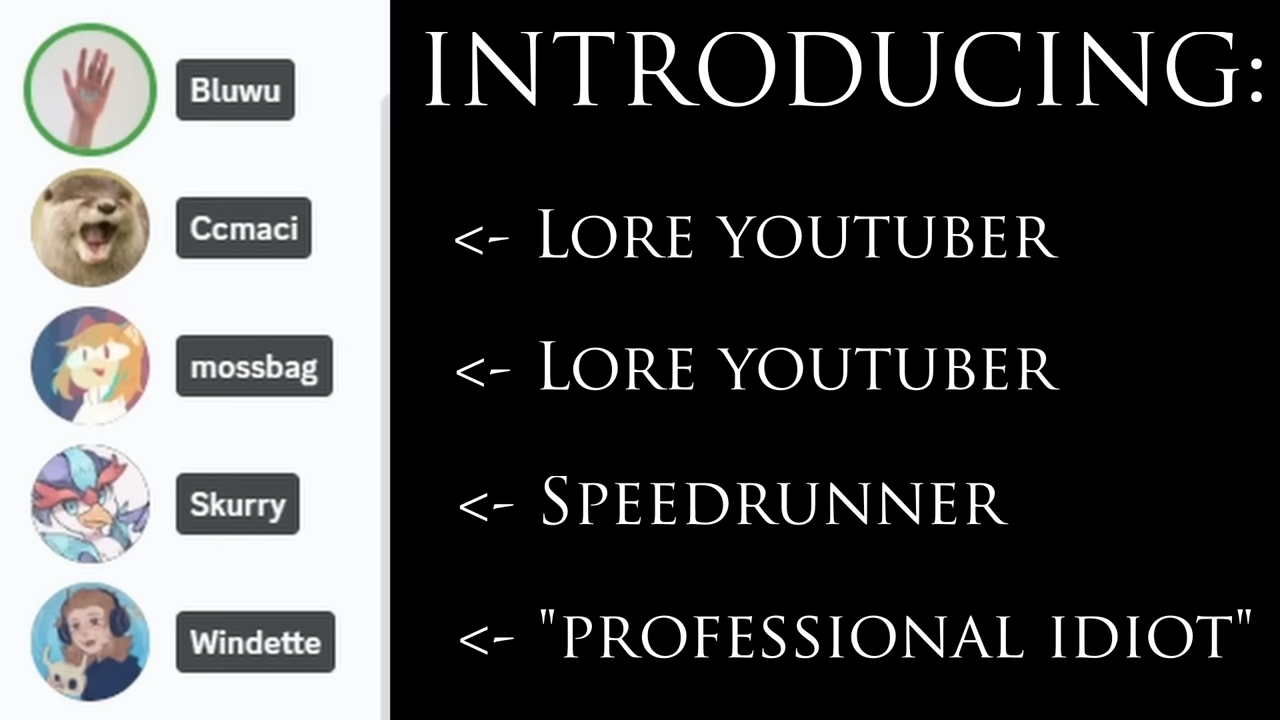 INTRODUCING:
Bluwu
Ccmaci
<- LORE YOUTUBER
mossbag
<- LORE YOUTUBER
Skurry
<- SPEEDRUNNER
Windette
<- "PROFESSIONAL IDIOT"